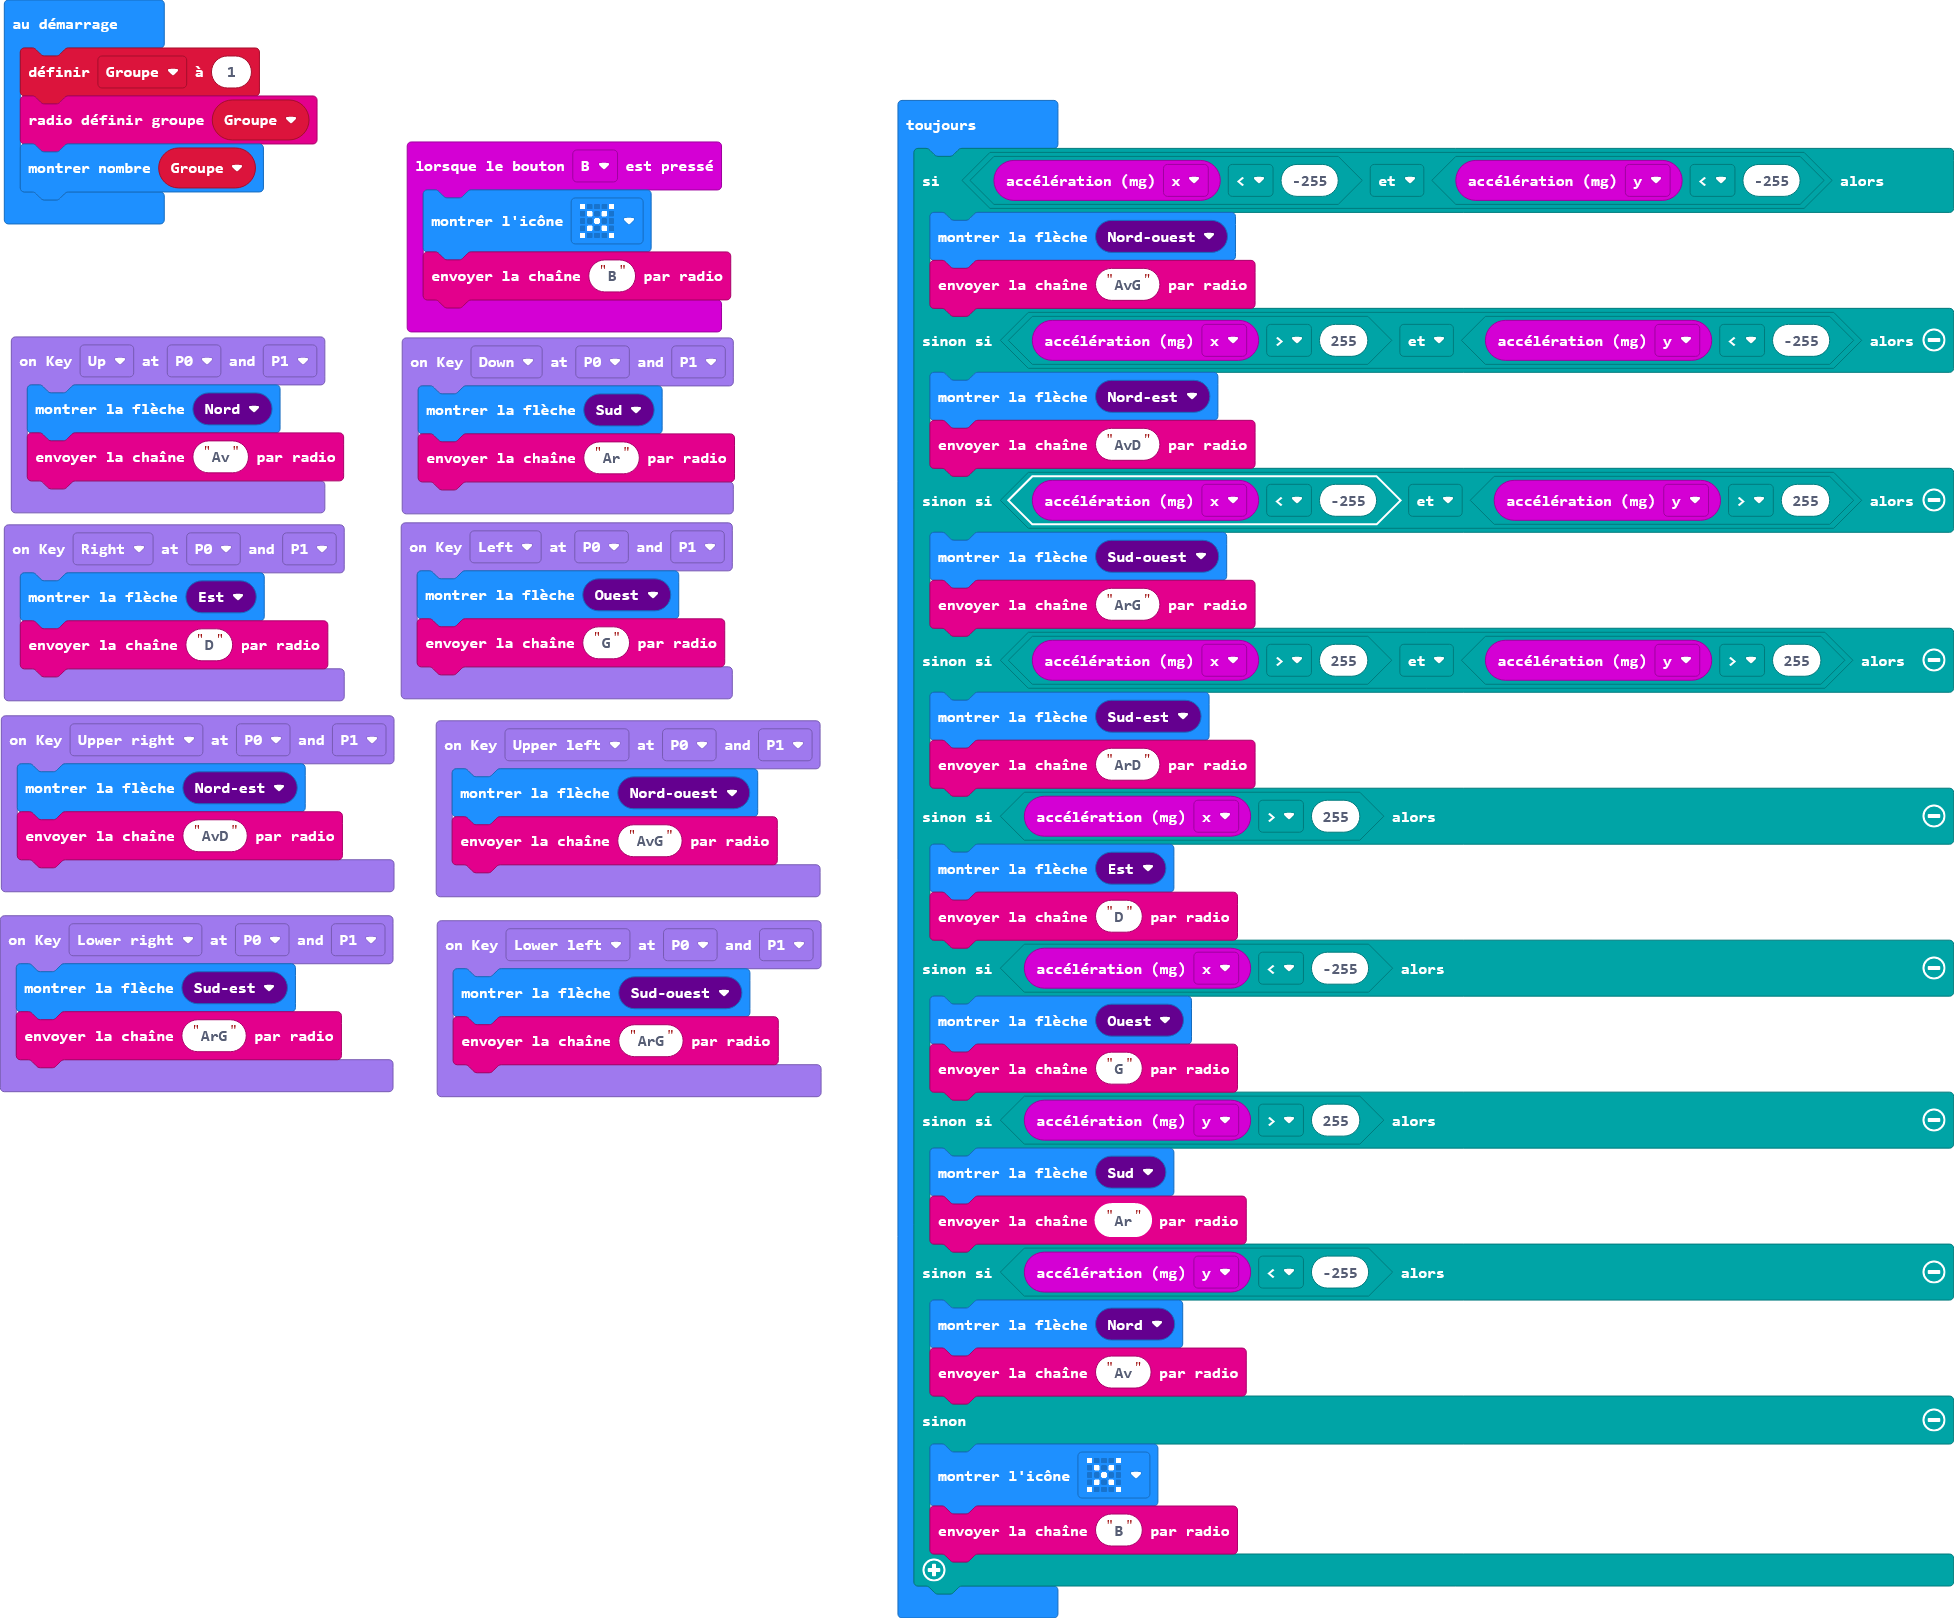 au démarrage
définir Groupe à 1
radio définir groupe Groupe
montrer nombre Groupe
lorsque le bouton B est pressé
montrer l'icône
envoyer la chaîne "B" par radio
on Key Up at P0 and P1
montrer la flèche Nord
envoyer la chaîne "Av" par radio
on Key Down at P0 and P1
montrer la flèche Sud
envoyer la chaîne "Ar" par radio
on Key Right at P0 and P1
montrer la flèche Est
envoyer la chaîne "D" par radio
on Key Left at P0 and P1
montrer la flèche Ouest
envoyer la chaîne "G" par radio
on Key Upper right at P0 and P1
montrer la flèche Nord-est
envoyer la chaîne "AvD" par radio
on Key Upper left at P0 and P1
montrer la flèche Nord-ouest
envoyer la chaîne "AvG" par radio
on Key Lower right at P0 and P1
montrer la flèche Sud-est
envoyer la chaîne "ArG" par radio
on Key Lower left at P0 and P1
montrer la flèche Sud-ouest
envoyer la chaîne "ArG" par radio
toujours
si accélération (mg) x < -255 et accélération (mg) y < -255 alors
montrer la flèche Nord-ouest
envoyer la chaîne "AvG" par radio
sinon si accélération (mg) x > 255 et accélération (mg) y < -255 alors
montrer la flèche Nord-est
envoyer la chaîne "AvD" par radio
sinon si accélération (mg) x < -255 et accélération (mg) y > 255 alors
montrer la flèche Sud-ouest
envoyer la chaîne "ArG" par radio
sinon si accélération (mg) x > 255 et accélération (mg) y > 255 alors
montrer la flèche Sud-est
envoyer la chaîne "ArD" par radio
sinon si accélération (mg) x > 255 alors
montrer la flèche Est
envoyer la chaîne "D" par radio
sinon si accélération (mg) x < -255 alors
montrer la flèche Ouest
envoyer la chaîne "G" par radio
sinon si accélération (mg) y > 255 alors
montrer la flèche Sud
envoyer la chaîne "Ar" par radio
sinon si accélération (mg) y < -255 alors
montrer la flèche Nord
envoyer la chaîne "Av" par radio
sinon
montrer l'icône
envoyer la chaîne "B" par radio